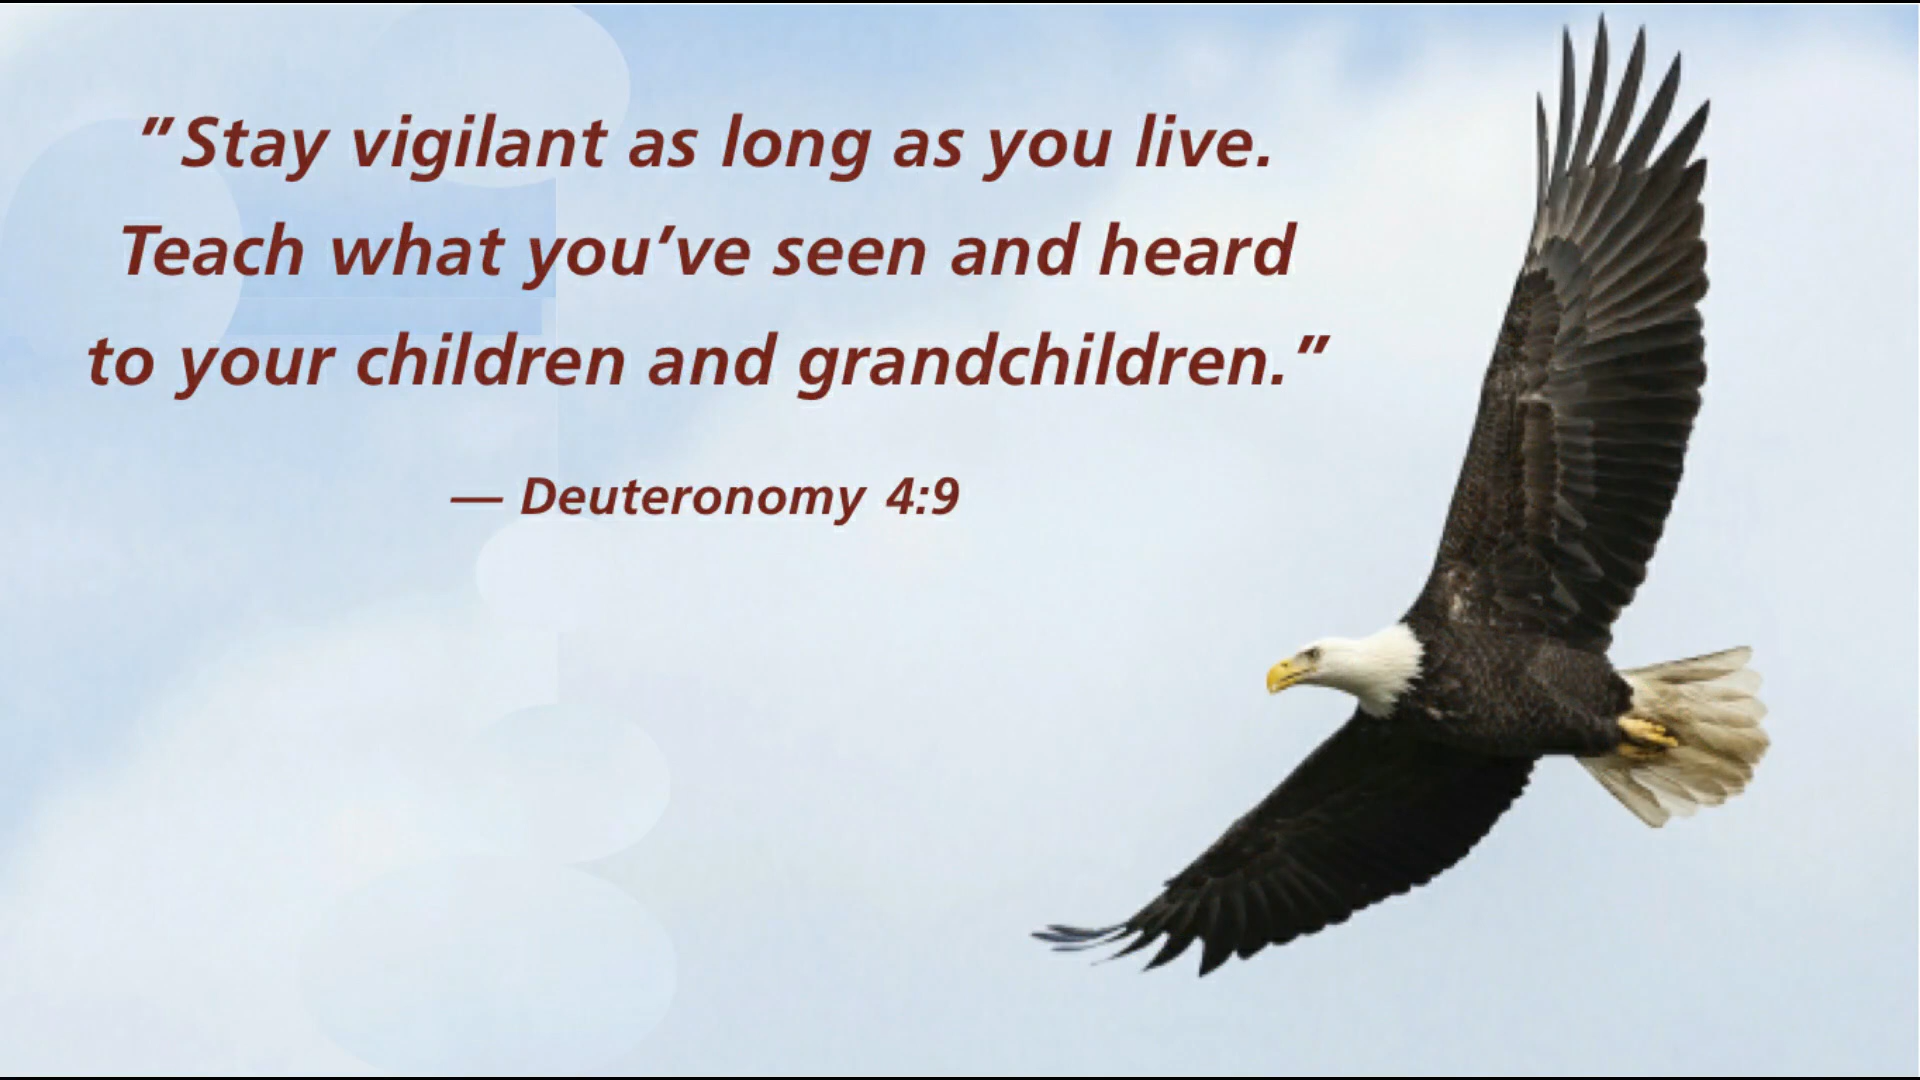 "Stay vigilant as long as you live.
Teach what you’ve seen and heard
to your children and grandchildren."
— Deuteronomy 4:9